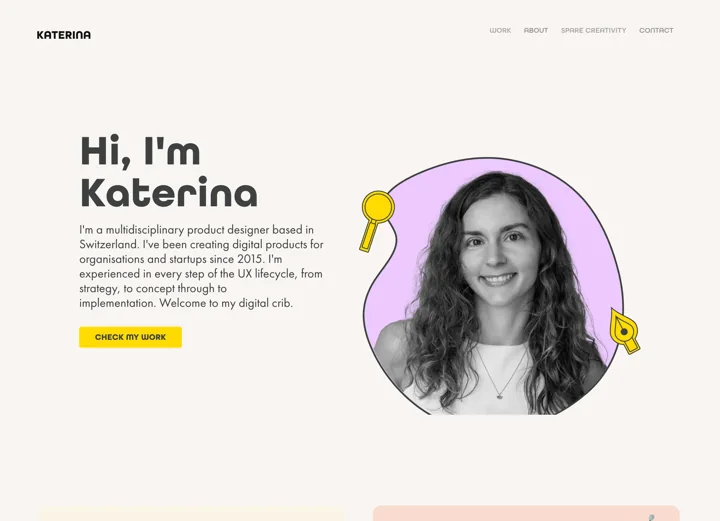 KATERINA
WORK ABOUT SPARE CREATIVITY CONTACT
Hi, I'm
Katerina
I'm a multidisciplinary product designer based in
Switzerland. I've been creating digital products for
organisations and startups since 2015. I'm
experienced in every step of the UX lifecycle, from
strategy, to concept through to
implementation. Welcome to my digital crib.
CHECK MY WORK